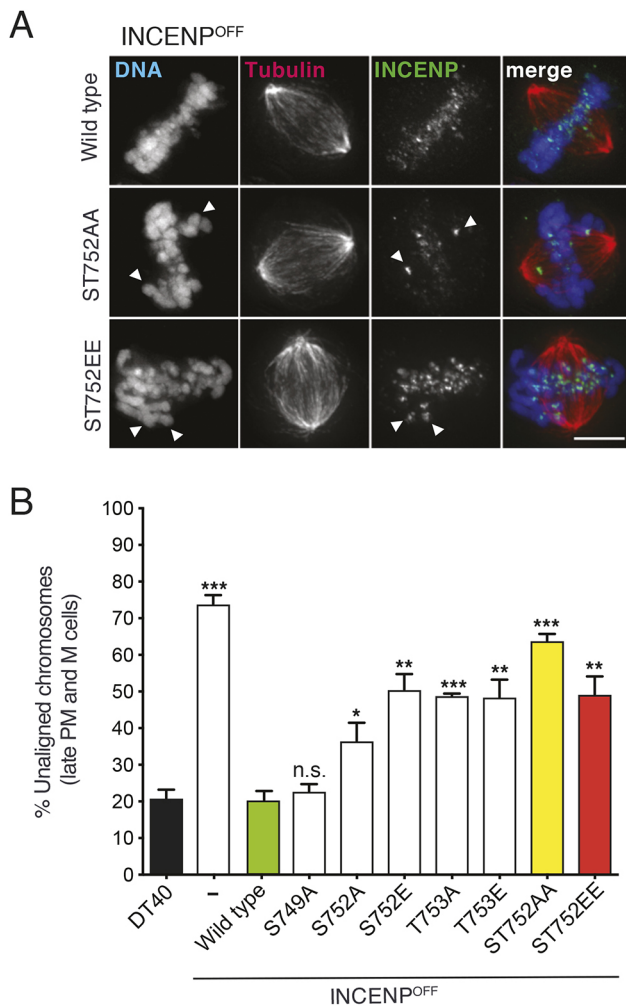 A
INCENPOFF
DNA Tubulin INCENP merge
Wild type
ST752AA
ST752EE
B
% Unaligned chromosomes
(late PM and M cells)
100
90
80
70
60
50
40
30
20
10
0
***
n.s.
*
**
***
**
***
**
DT40
–
Wild type
S749A
S752A
S752E
T753A
T753E
ST752AA
ST752EE
INCENPOFF